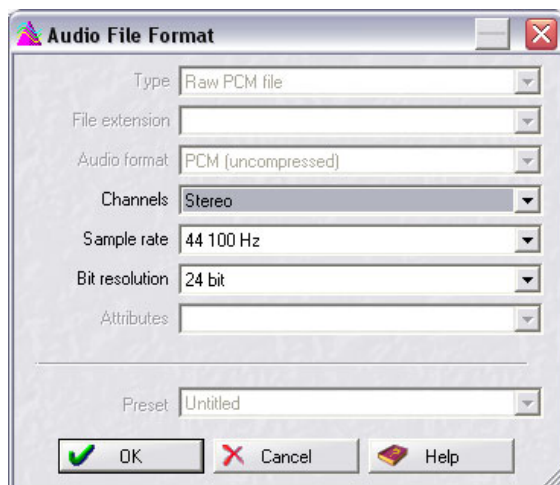 Audio File Format
Type Raw PCM file
File extension
Audio format PCM (uncompressed)
Channels Stereo
Sample rate 44 100 Hz
Bit resolution 24 bit
Attributes
Preset Untitled
OK Cancel Help